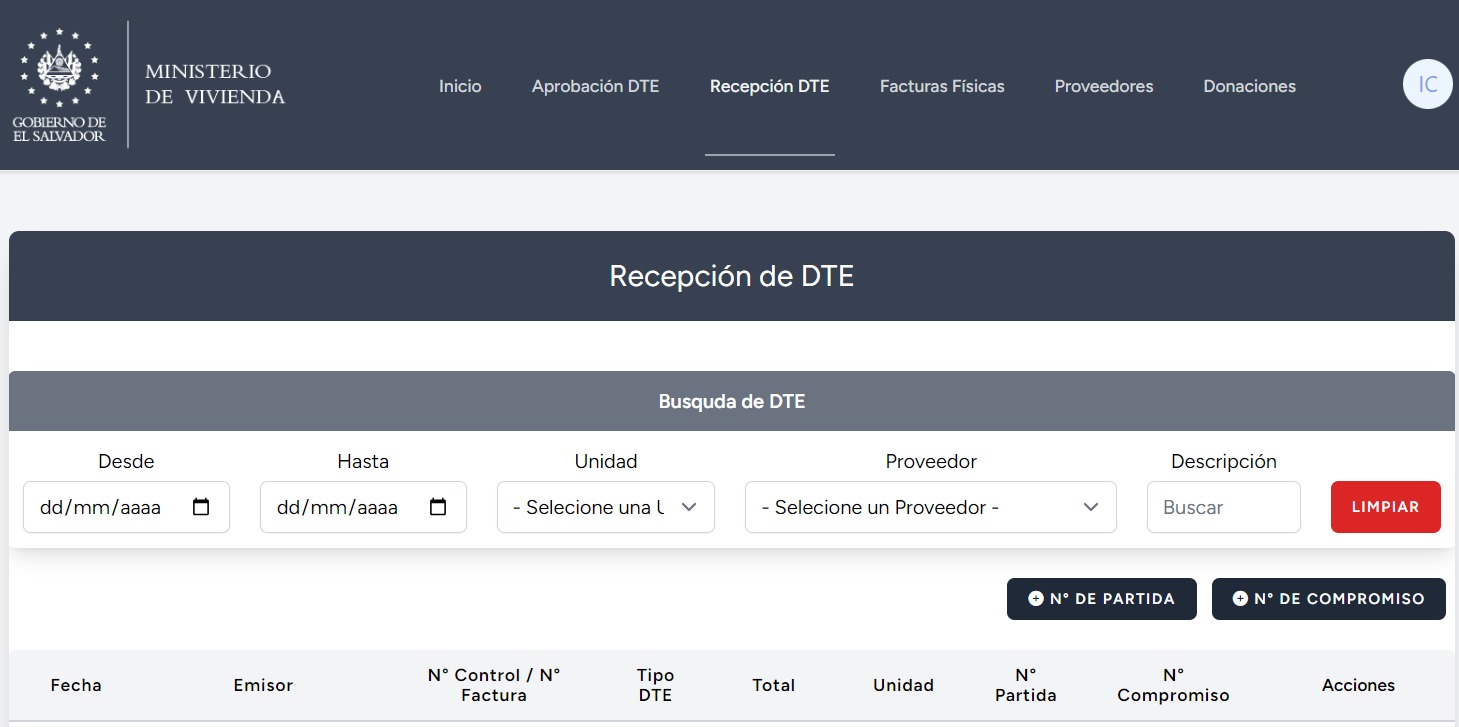 MINISTERIO
DE VIVIENDA
GOBIERNO DE
EL SALVADOR
Inicio
Aprobación DTE
Recepción DTE
Facturas Físicas
Proveedores
Donaciones
IC
Recepción de DTE
Busquda de DTE
Desde
Hasta
Unidad
Proveedor
Descripción
dd/mm/aaaa
dd/mm/aaaa
- Selecione una
- Selecione un Proveedor -
Buscar
LIMPIAR
N° DE PARTIDA
N° DE COMPROMISO
Fecha
Emisor
N° Control / N°
Factura
Tipo
DTE
Total
Unidad
N°
Partida
N°
Compromiso
Acciones